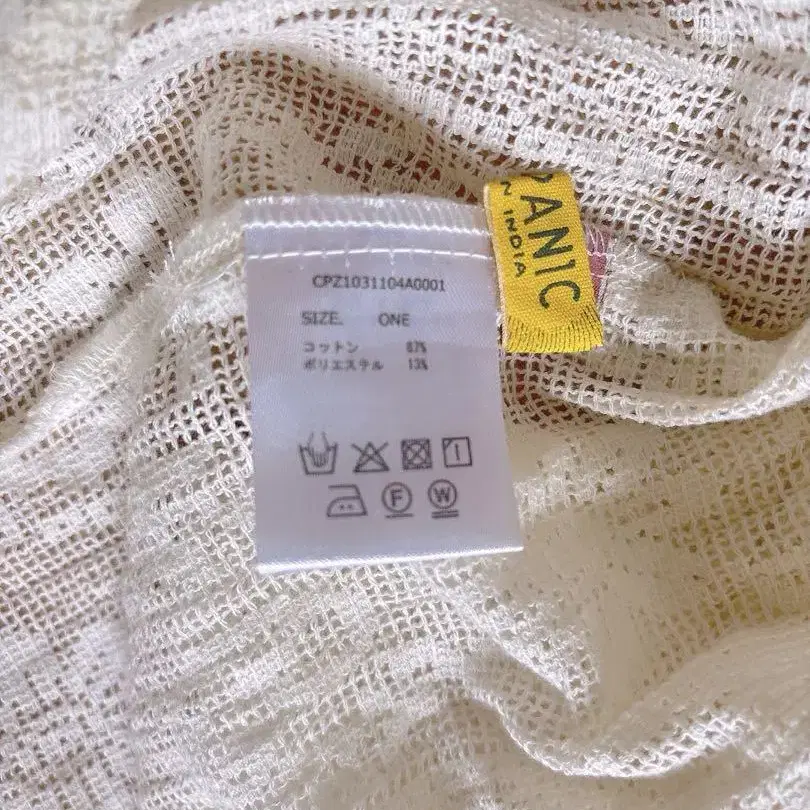 CPZ1031104A0001
SIZE. ONE
コットン 87%
ポリエステル 13%
F W
PANIC
N INDIA